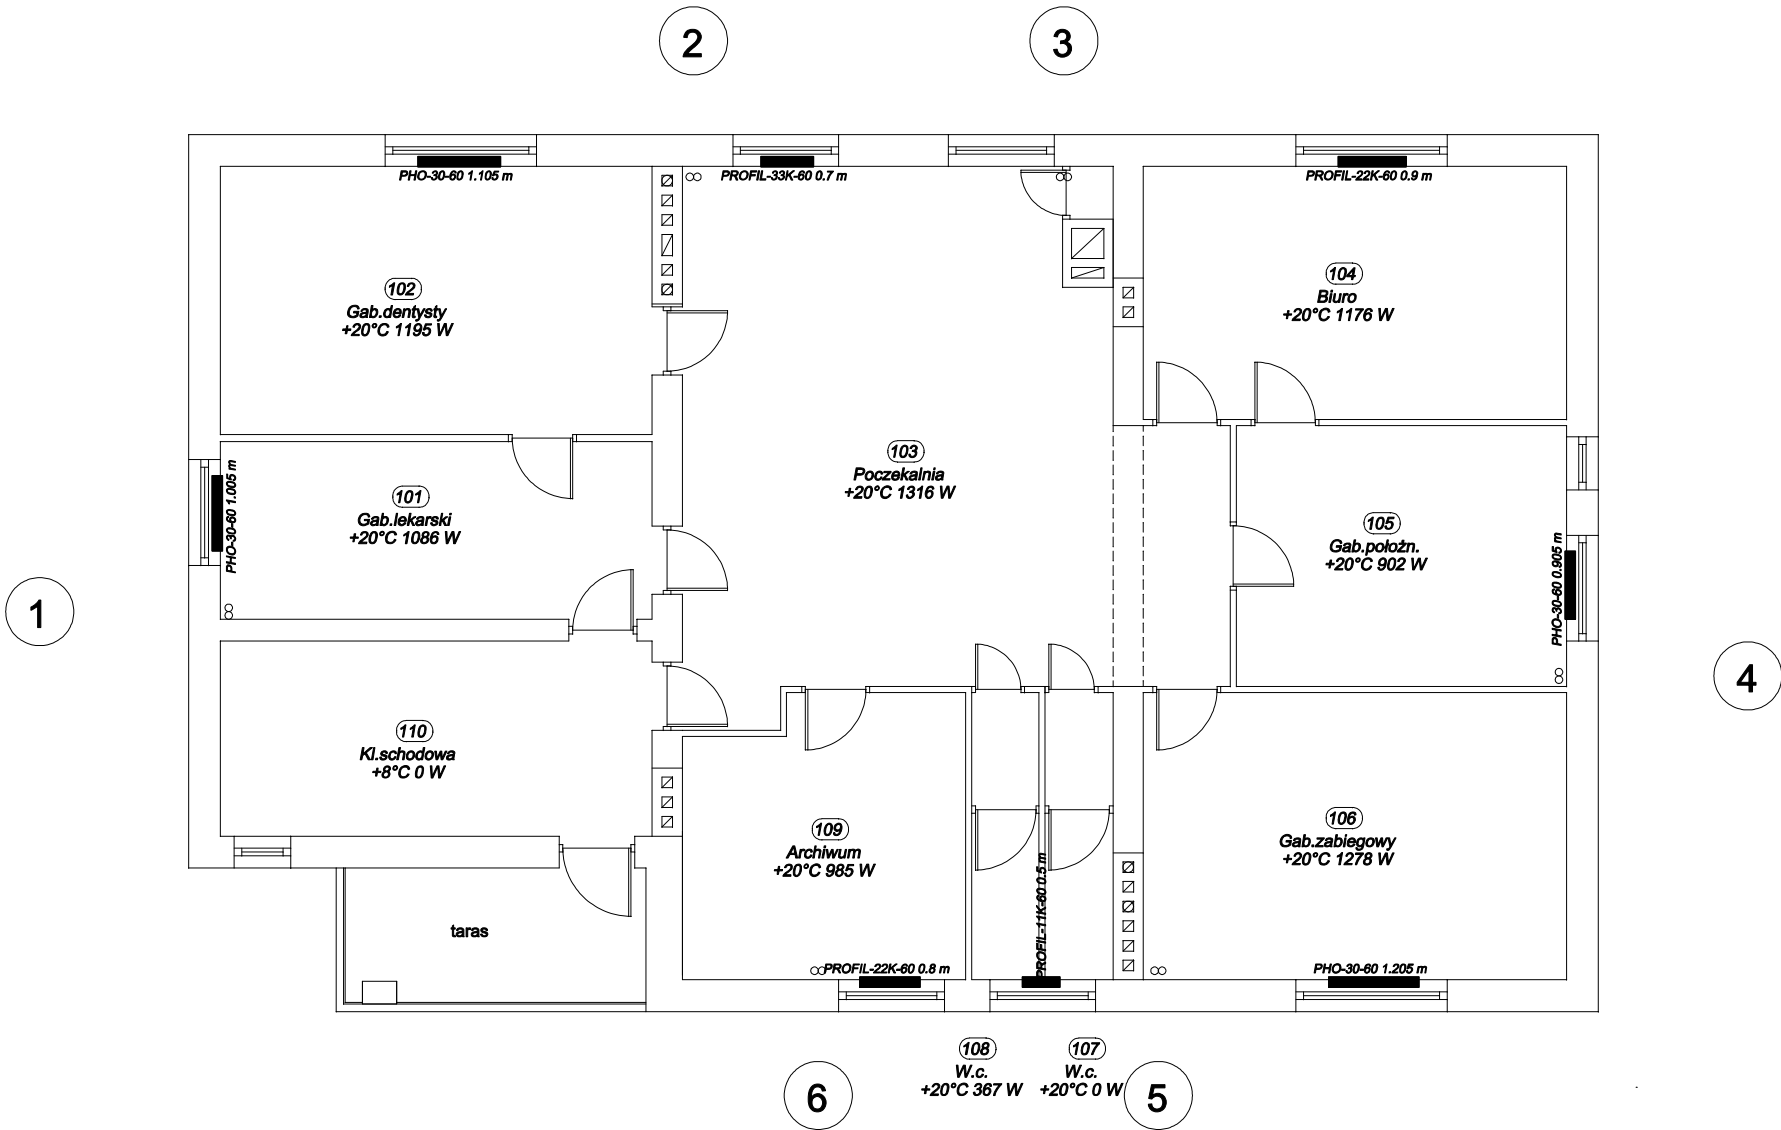 2
3
PHO-30-60 1.105 m
PROFIL-33K-60 0.7 m
PROFIL-22K-60 0.9 m
102
Gab.dentysty
+20°C 1195 W
104
Biuro
+20°C 1176 W
103
Poczekalnia
+20°C 1316 W
PHO-30-60 1.005 m
101
Gab.lekarski
+20°C 1086 W
105
Gab.położn.
+20°C 902 W
PHO-30-60 0.905 m
1
4
110
Kl.schodowa
+8°C 0 W
109
Archiwum
+20°C 985 W
106
Gab.zabiegowy
+20°C 1278 W
PROFIL-11K-60 0.5 m
taras
PROFIL-22K-60 0.8 m
PHO-30-60 1.205 m
108
W.c.
+20°C 367 W
107
W.c.
+20°C 0 W
6
5